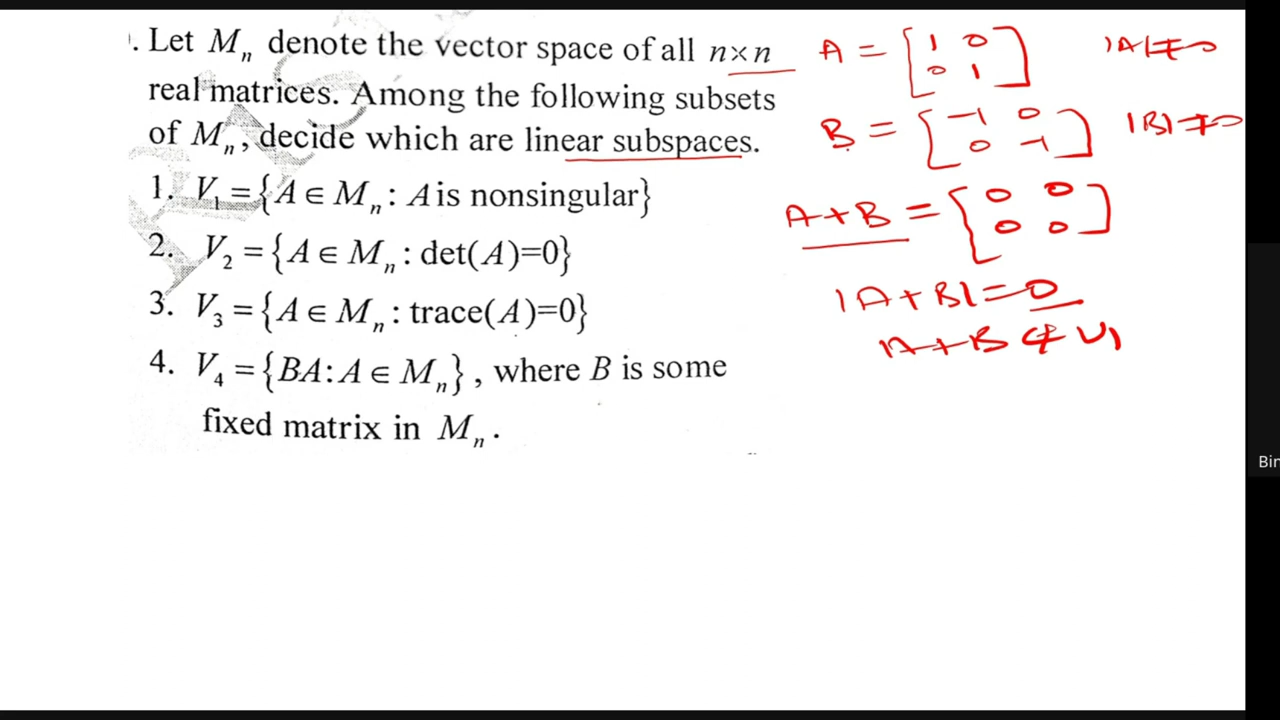 . Let Mₙ denote the vector space of all n×n
real matrices. Among the following subsets
of Mₙ, decide which are linear subspaces.
1. V₁ = {A ∈ Mₙ : A is nonsingular}
2. V₂ = {A ∈ Mₙ : det(A)=0}
3. V₃ = {A ∈ Mₙ : trace(A)=0}
4. V₄ = {BA : A ∈ Mₙ}, where B is some
fixed matrix in Mₙ.
A = [1 0
0 1] |A| ≠ 0
B = [-1 0
0 -1] |B| ≠ 0
A+B = [0 0
0 0]
|A+B| = 0
A+B ∉ V₁
Bin